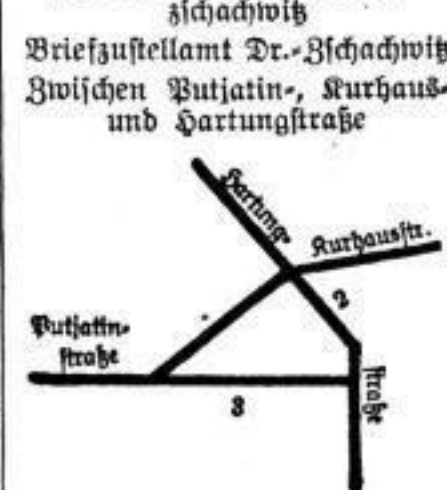 zschachwitz
Briefzustellamt Dr.-Zschachwitz
Zwischen Putjatin-, Kurhaus-
und Hartungstraße
Hartung-
Kurhausstr.
2
Putjatin-
straße
straße
3